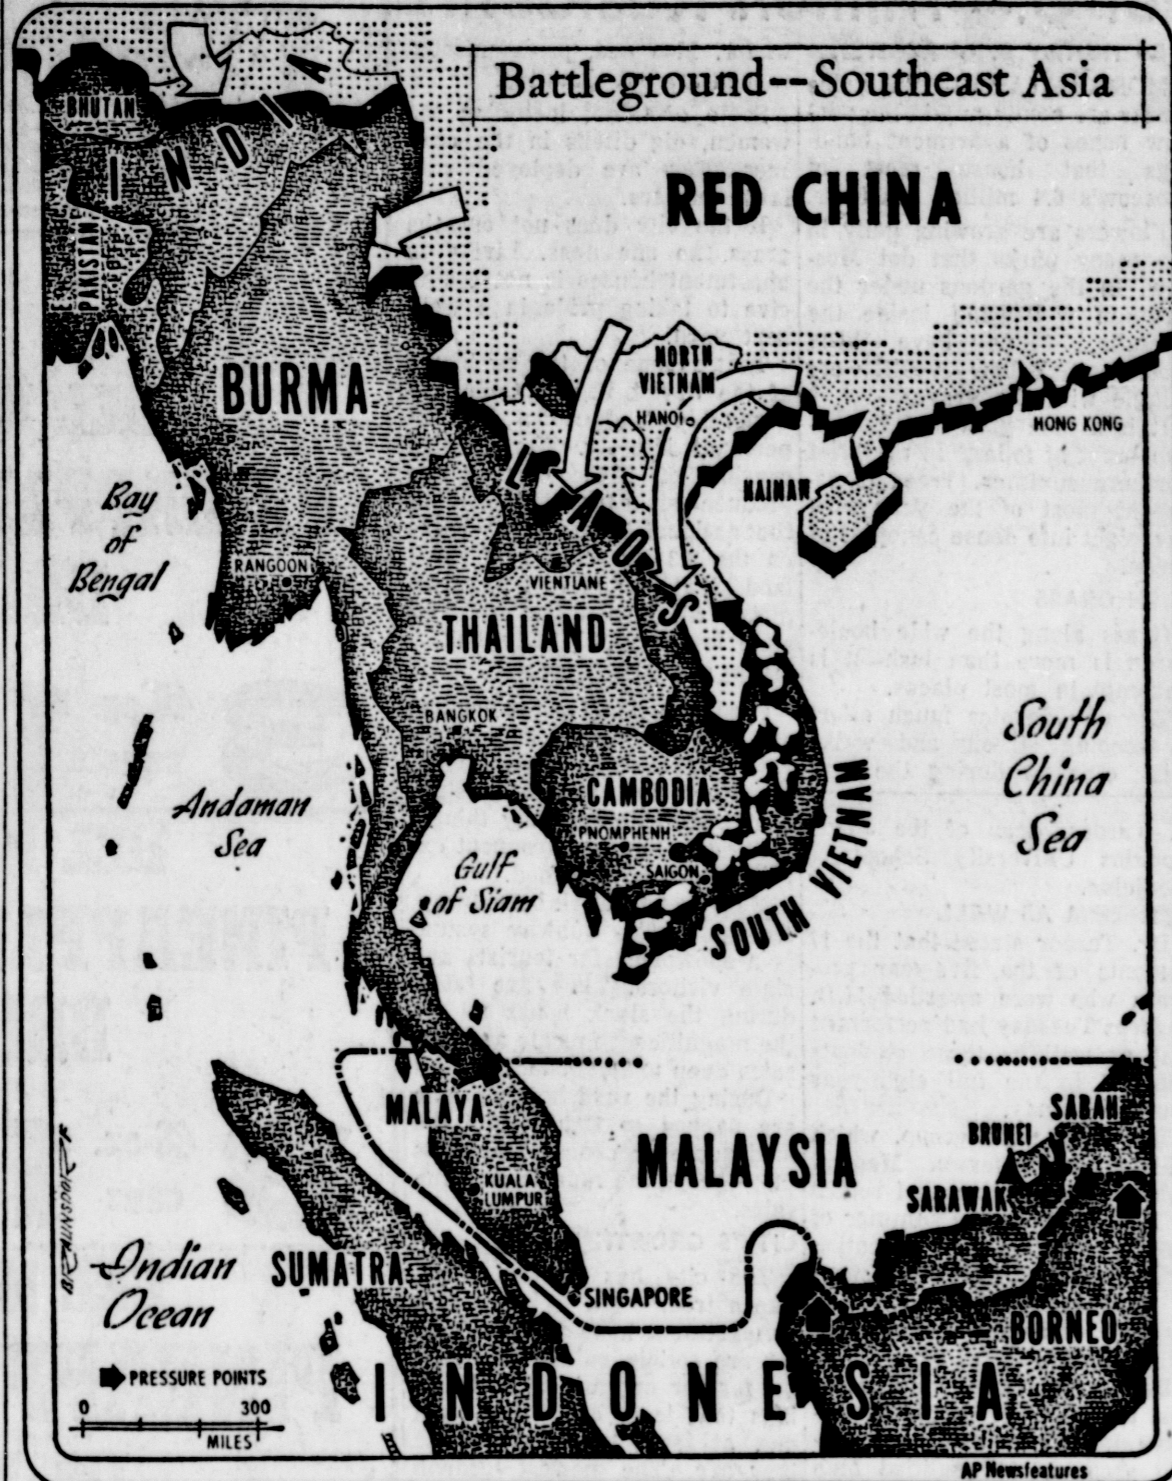 Battleground--Southeast Asia
RED CHINA
BHUTAN
INDIA
EAST
PAKISTAN
BURMA
NORTH
VIETNAM
HANOI
HONG KONG
HAINAN
LAOS
Bay
of
Bengal
RANGOON
VIENTIANE
THAILAND
BANGKOK
South
China
Sea
Andaman
Sea
CAMBODIA
PNOMPHENH
SAIGON
SOUTH VIETNAM
Gulf
of Siam
MALAYA
KUALA
LUMPUR
MALAYSIA
SABAH
BRUNEI
SARAWAK
Indian
Ocean
SUMATRA
SINGAPORE
BORNEO
INDONESIA
PRESSURE POINTS
0 300
MILES
AP Newsfeatures